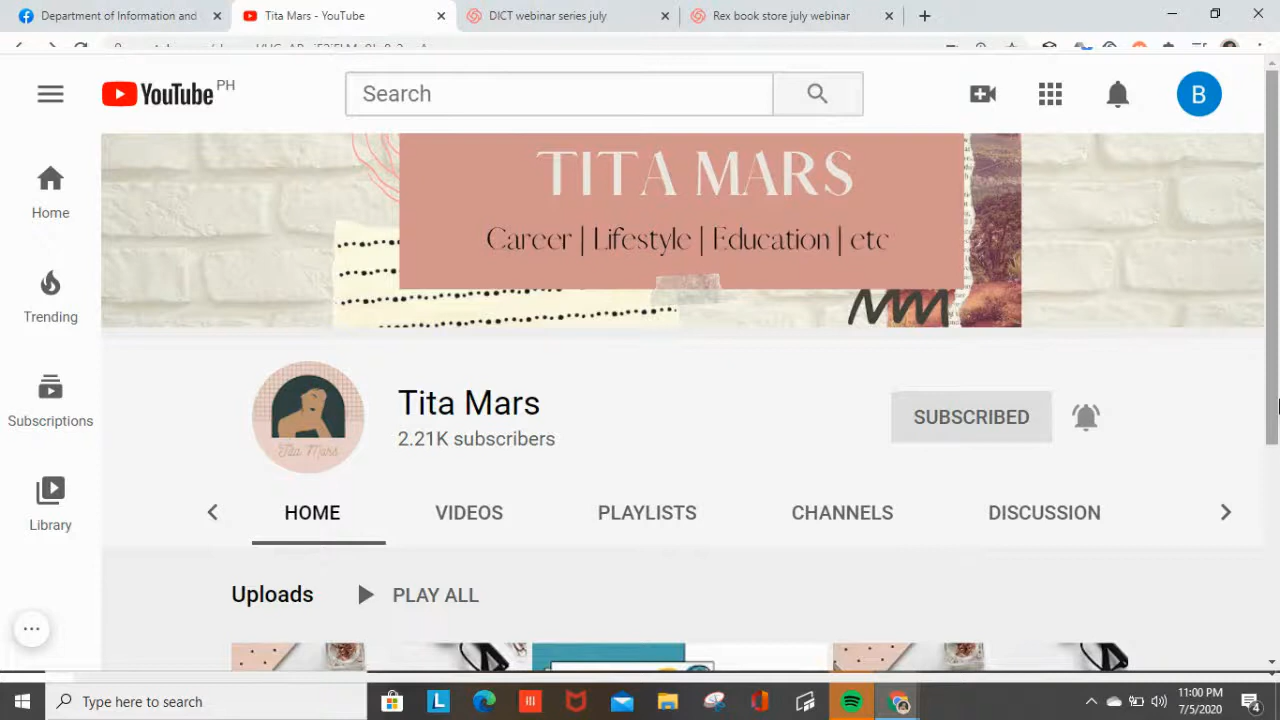 Department of Information and
Tita Mars - YouTube
DICT webinar series july
Rex book store july webinar
YouTube PH
Search
B
TITA MARS
Career | Lifestyle | Education | etc
Home
Trending
Subscriptions
Library
Tita Mars
Tita Mars
2.21K subscribers
SUBSCRIBED
HOME
VIDEOS
PLAYLISTS
CHANNELS
DISCUSSION
Uploads
PLAY ALL
Type here to search
L
11:00 PM
7/5/2020
4